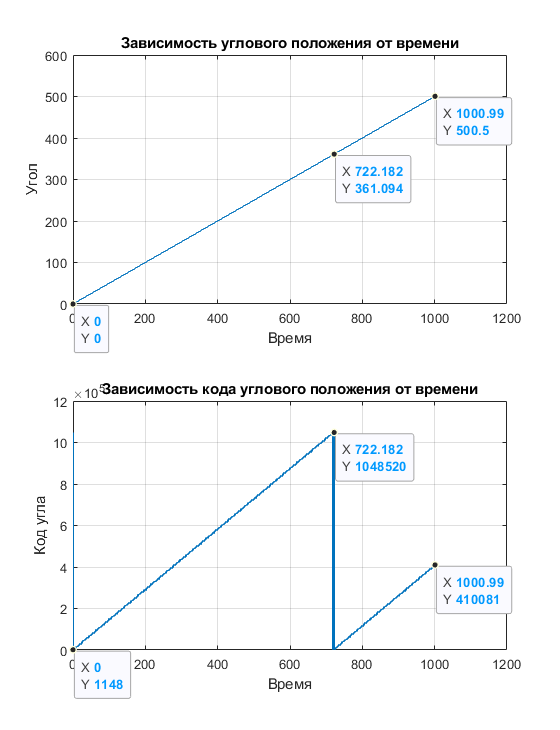 Зависимость углового положения от времени
600
500
400
300
200
100
0
Угол
X 1000.99
Y 500.5
X 722.182
Y 361.094
X 0
Y 0
0 200 400 600 800 1000 1200
Время
×10⁵
Зависимость кода углового положения от времени
12
10
8
6
4
2
0
Код угла
X 722.182
Y 1048520
X 1000.99
Y 410081
X 0
Y 1148
0 200 400 600 800 1000 1200
Время